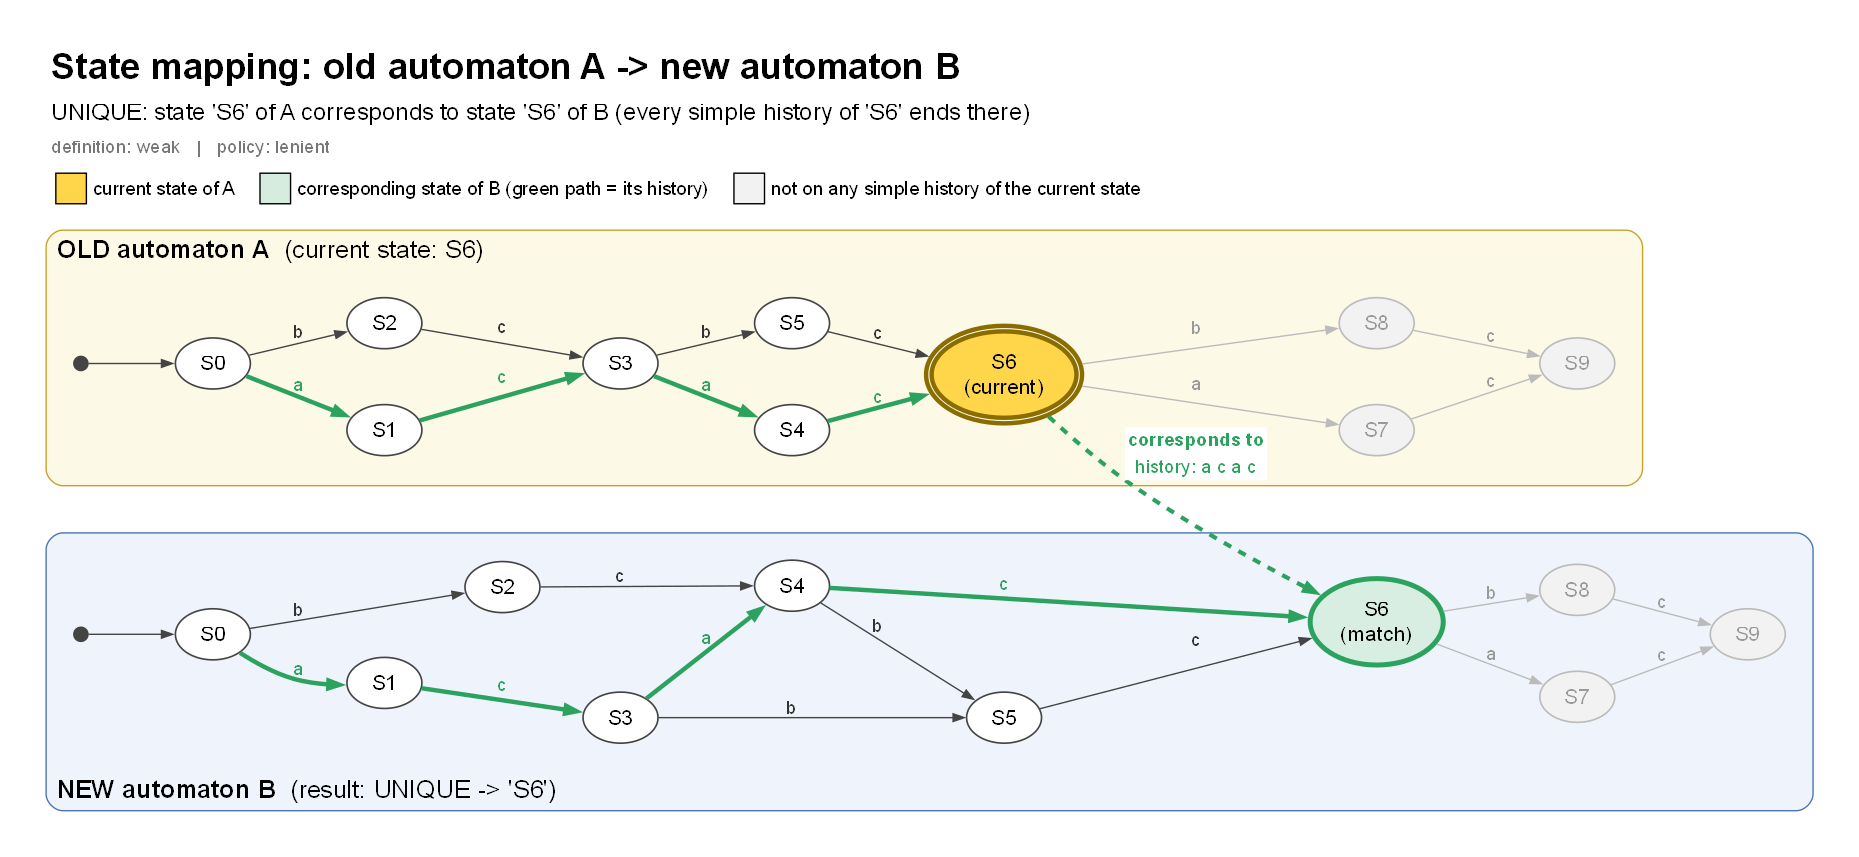 State mapping: old automaton A -> new automaton B
UNIQUE: state 'S6' of A corresponds to state 'S6' of B (every simple history of 'S6' ends there)
definition: weak | policy: lenient
current state of A
corresponding state of B (green path = its history)
not on any simple history of the current state
OLD automaton A (current state: S6)
S0
b
a
S2
S1
c
c
S3
b
a
S5
S4
c
c
S6
(current)
b
a
S8
S7
c
c
S9
corresponds to
history: a c a c
S0
b
a
S2
S1
c
c
S4
S3
a
b
c
b
S5
c
S6
(match)
b
a
S8
S7
c
c
S9
NEW automaton B (result: UNIQUE -> 'S6')